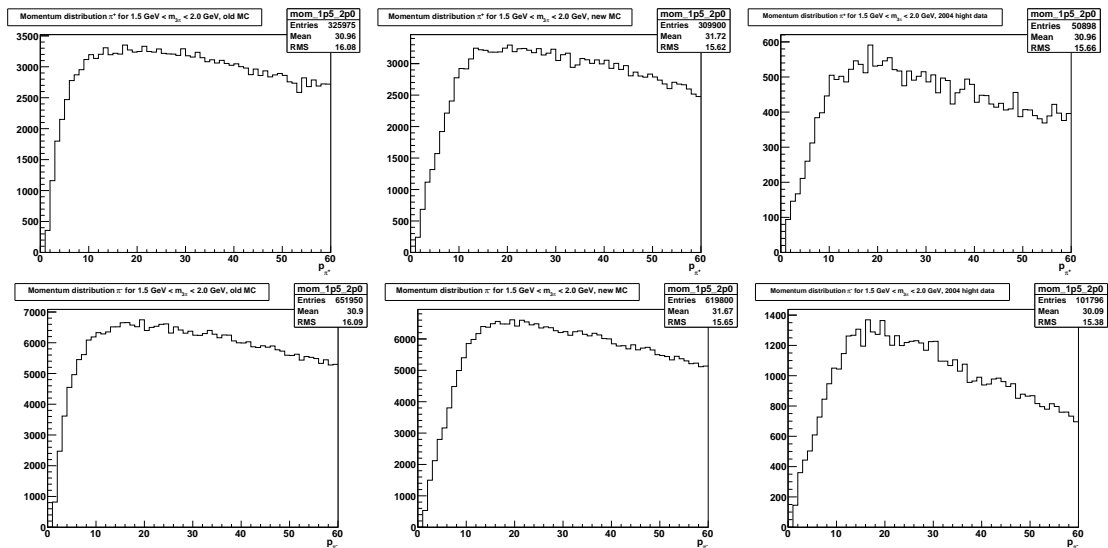 Momentum distribution π⁺ for 1.5 GeV < m₃π < 2.0 GeV, old MC
mom_1p5_2p0
Entries 325975
Mean 30.96
RMS 16.08
3500
3000
2500
2000
1500
1000
500
0
0 10 20 30 40 50 60
pπ⁺
Momentum distribution π⁺ for 1.5 GeV < m₃π < 2.0 GeV, new MC
mom_1p5_2p0
Entries 309900
Mean 31.72
RMS 15.62
3500
3000
2500
2000
1500
1000
500
0
0 10 20 30 40 50 60
pπ⁺
Momentum distribution π⁺ for 1.5 GeV < m₃π < 2.0 GeV, 2004 hight data
mom_1p5_2p0
Entries 50898
Mean 30.96
RMS 15.66
600
500
400
300
200
100
0
0 10 20 30 40 50 60
pπ⁺
Momentum distribution π⁻ for 1.5 GeV < m₃π < 2.0 GeV, old MC
mom_1p5_2p0
Entries 651950
Mean 30.9
RMS 16.09
7000
6000
5000
4000
3000
2000
1000
0
0 10 20 30 40 50 60
pπ⁻
Momentum distribution π⁻ for 1.5 GeV < m₃π < 2.0 GeV, new MC
mom_1p5_2p0
Entries 619800
Mean 31.67
RMS 15.65
6000
5000
4000
3000
2000
1000
0
0 10 20 30 40 50 60
pπ⁻
Momentum distribution π⁻ for 1.5 GeV < m₃π < 2.0 GeV, 2004 hight data
mom_1p5_2p0
Entries 101796
Mean 30.09
RMS 15.38
1400
1200
1000
800
600
400
200
0
0 10 20 30 40 50 60
pπ⁻